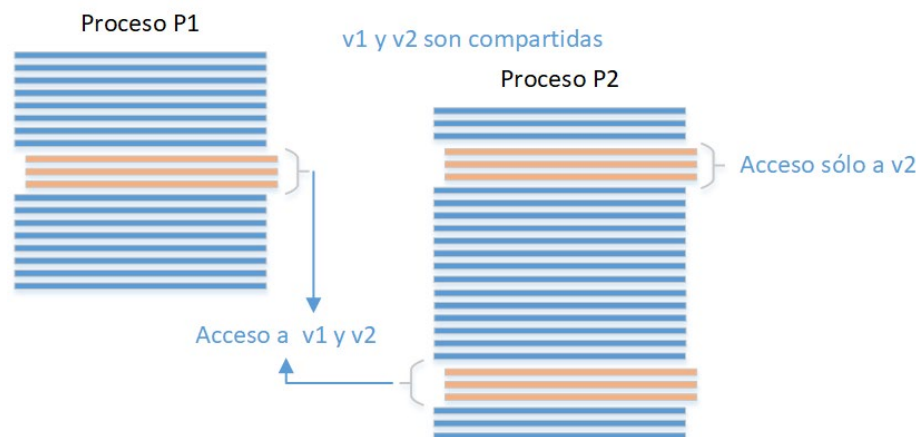 Proceso P1
v1 y v2 son compartidas
Proceso P2
Acceso sólo a v2
Acceso a v1 y v2